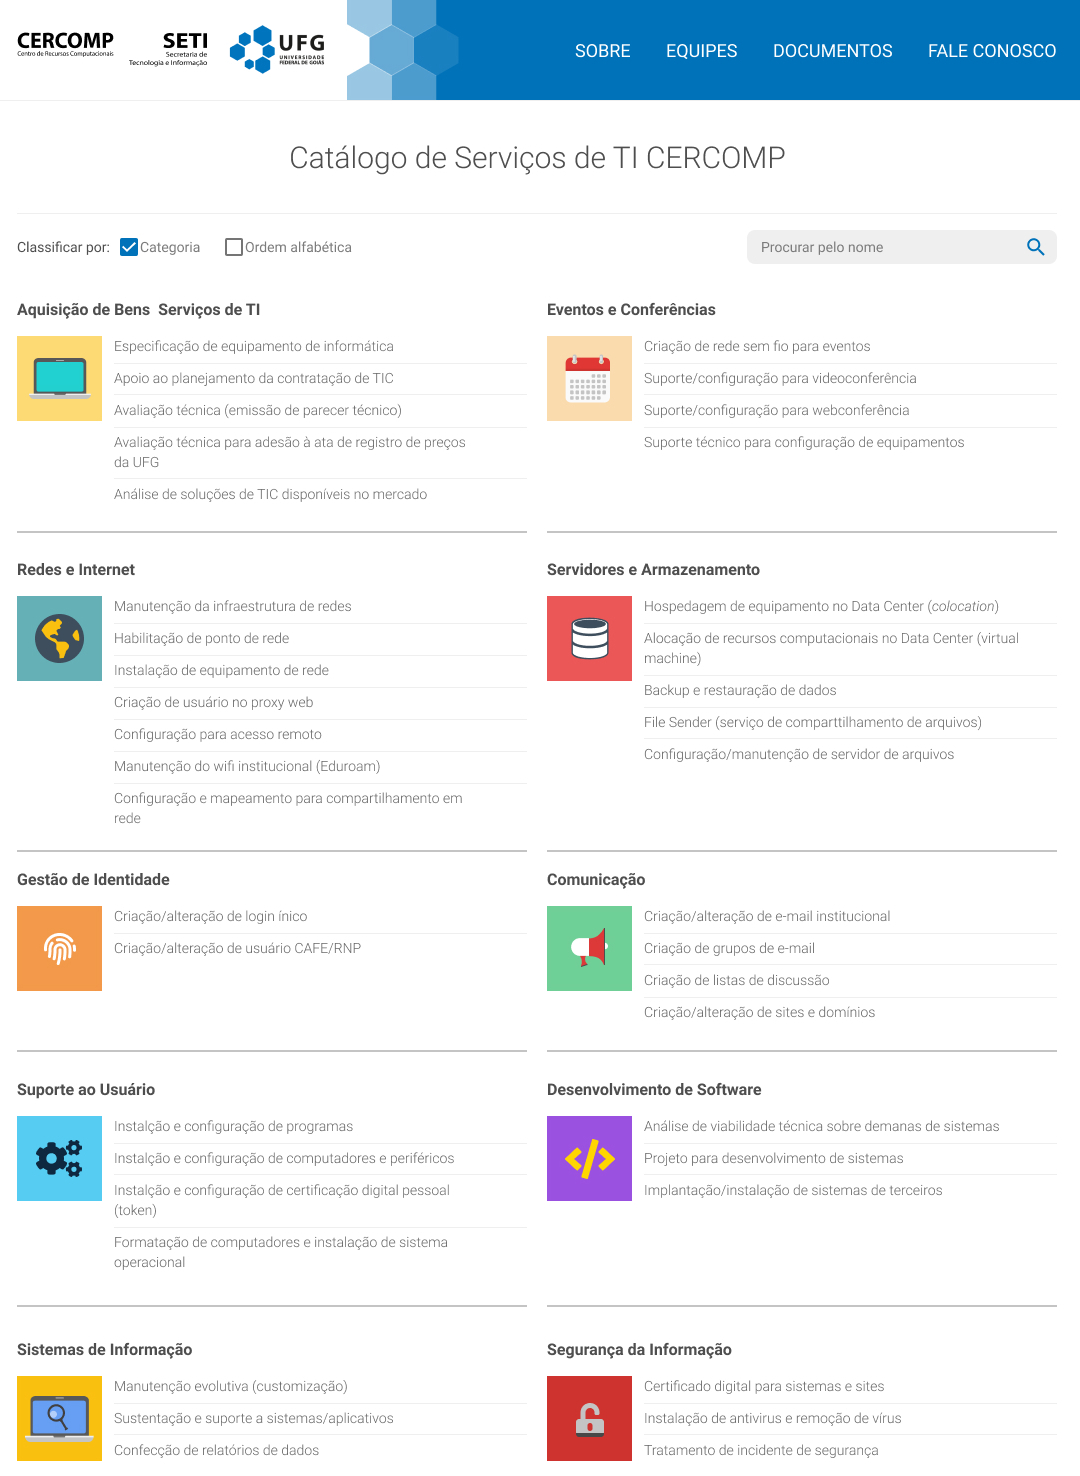 CERCOMP
Centro de Recursos Computacionais
SETI
Secretaria de
Tecnologia e Informação
UFG
UNIVERSIDADE
FEDERAL DE GOIÁS
SOBRE
EQUIPES
DOCUMENTOS
FALE CONOSCO
Catálogo de Serviços de TI CERCOMP
Classificar por:
Categoria
Ordem alfabética
Procurar pelo nome
Aquisição de Bens  Serviços de TI
Especificação de equipamento de informática
Apoio ao planejamento da contratação de TIC
Avaliação técnica (emissão de parecer técnico)
Avaliação técnica para adesão à ata de registro de preços
da UFG
Análise de soluções de TIC disponíveis no mercado
Eventos e Conferências
Criação de rede sem fio para eventos
Suporte/configuração para videoconferência
Suporte/configuração para webconferência
Suporte técnico para configuração de equipamentos
Redes e Internet
Manutenção da infraestrutura de redes
Habilitação de ponto de rede
Instalação de equipamento de rede
Criação de usuário no proxy web
Configuração para acesso remoto
Manutenção do wifi institucional (Eduroam)
Configuração e mapeamento para compartilhamento em
rede
Servidores e Armazenamento
Hospedagem de equipamento no Data Center (colocation)
Alocação de recursos computacionais no Data Center (virtual
machine)
Backup e restauração de dados
File Sender (serviço de comparttilhamento de arquivos)
Configuração/manutenção de servidor de arquivos
Gestão de Identidade
Criação/alteração de login ínico
Criação/alteração de usuário CAFE/RNP
Comunicação
Criação/alteração de e-mail institucional
Criação de grupos de e-mail
Criação de listas de discussão
Criação/alteração de sites e domínios
Suporte ao Usuário
Instalção e configuração de programas
Instalção e configuração de computadores e periféricos
Instalção e configuração de certificação digital pessoal
(token)
Formatação de computadores e instalação de sistema
operacional
Desenvolvimento de Software
Análise de viabilidade técnica sobre demanas de sistemas
Projeto para desenvolvimento de sistemas
Implantação/instalação de sistemas de terceiros
Sistemas de Informação
Manutenção evolutiva (customização)
Sustentação e suporte a sistemas/aplicativos
Confecção de relatórios de dados
Segurança da Informação
Certificado digital para sistemas e sites
Instalação de antivirus e remoção de vírus
Tratamento de incidente de segurança